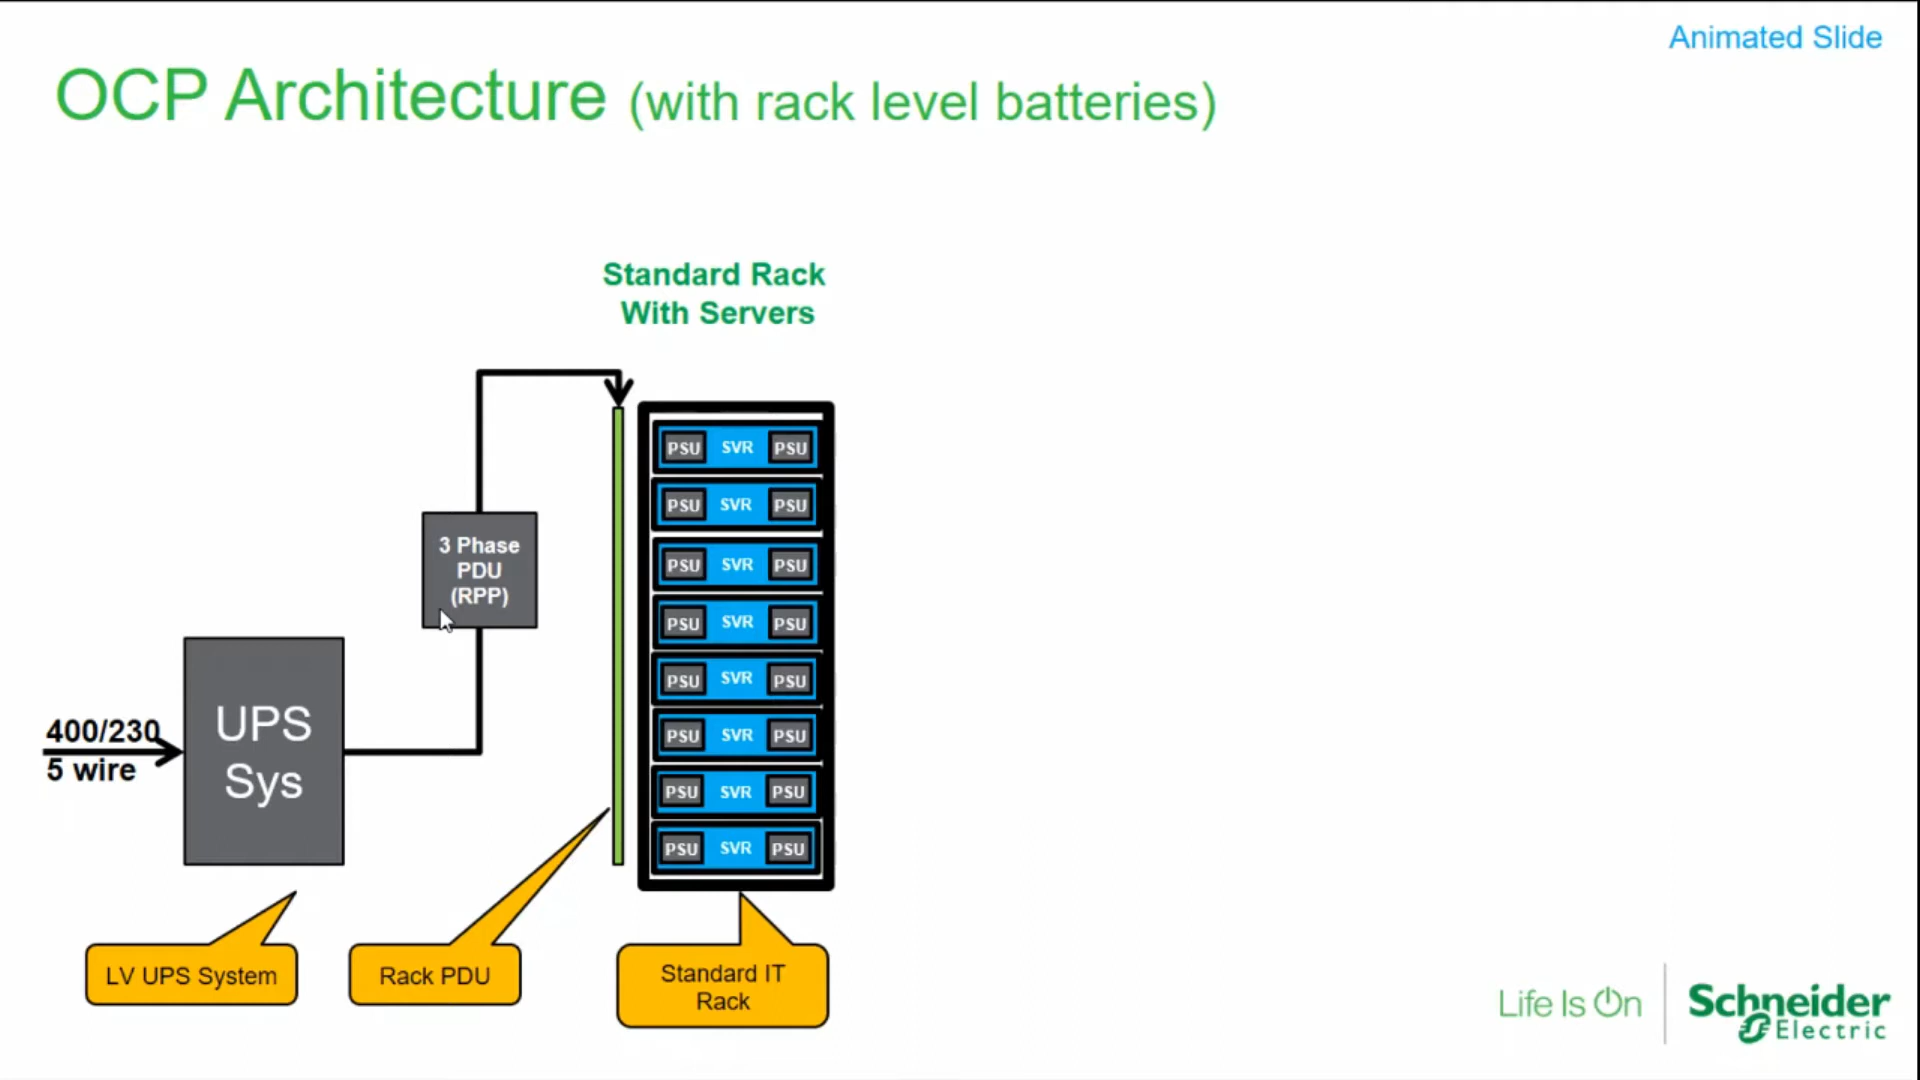 Animated Slide
OCP Architecture (with rack level batteries)
Standard Rack
With Servers
PSU SVR PSU
PSU SVR PSU
3 Phase
PDU
(RPP)
PSU SVR PSU
PSU SVR PSU
PSU SVR PSU
PSU SVR PSU
PSU SVR PSU
PSU SVR PSU
400/230
5 wire
UPS
Sys
LV UPS System
Rack PDU
Standard IT
Rack
Life Is On
Schneider
Electric